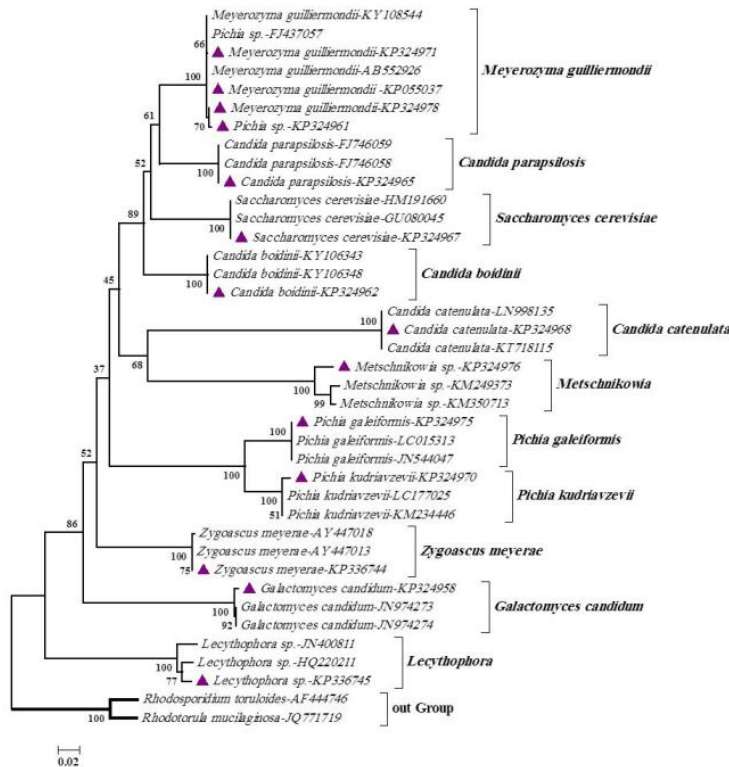 Meyerozyma guilliermondii-KY108544
Pichia sp.-FJ437057
66
Meyerozyma guilliermondii-KP324971
100
Meyerozyma guilliermondii-AB552926
Meyerozyma guilliermondii
Meyerozyma guilliermondii -KP055037
Meyerozyma guilliermondii-KP324978
61
70
Pichia sp.-KP324961
Candida parapsilosis-FJ746059
52
Candida parapsilosis-FJ746058
Candida parapsilosis
100
Candida parapsilosis-KP324965
Saccharomyces cerevisiae-HM191660
89
Saccharomyces cerevisiae-GU080045
Saccharomyces cerevisiae
100
Saccharomyces cerevisiae-KP324967
Candida boidinii-KY106343
45
Candida boidinii-KY106348
Candida boidinii
100
Candida boidinii-KP324962
Candida catenulata-LN998135
100
Candida catenulata-KP324968
Candida catenulata
Candida catenulata-KT718115
37
68
Metschnikowia sp.-KP324976
100
Metschnikowia sp.-KM249373
Metschnikowia
99
Metschnikowia sp.-KM350713
Pichia galeiformis-KP324975
100
Pichia galeiformis-LC015313
Pichia galeiformis
52
Pichia galeiformis-JN544047
100
Pichia kudriavzevii-KP324970
100
Pichia kudriavzevii-LC177025
Pichia kudriavzevii
51
Pichia kudriavzevii-KM234446
86
Zygoascus meyerae-AY447018
100
Zygoascus meyerae-AY447013
Zygoascus meyerae
75
Zygoascus meyerae-KP336744
Galactomyces candidum-KP324958
100
Galactomyces candidum-JN974273
Galactomyces candidum
92
Galactomyces candidum-JN974274
Lecythophora sp.-JN400811
100
Lecythophora sp.-HQ220211
Lecythophora
77
Lecythophora sp.-KP336745
Rhodosporidium toruloides-AF444746
out Group
100
Rhodotorula mucilaginosa-JQ771719
0.02